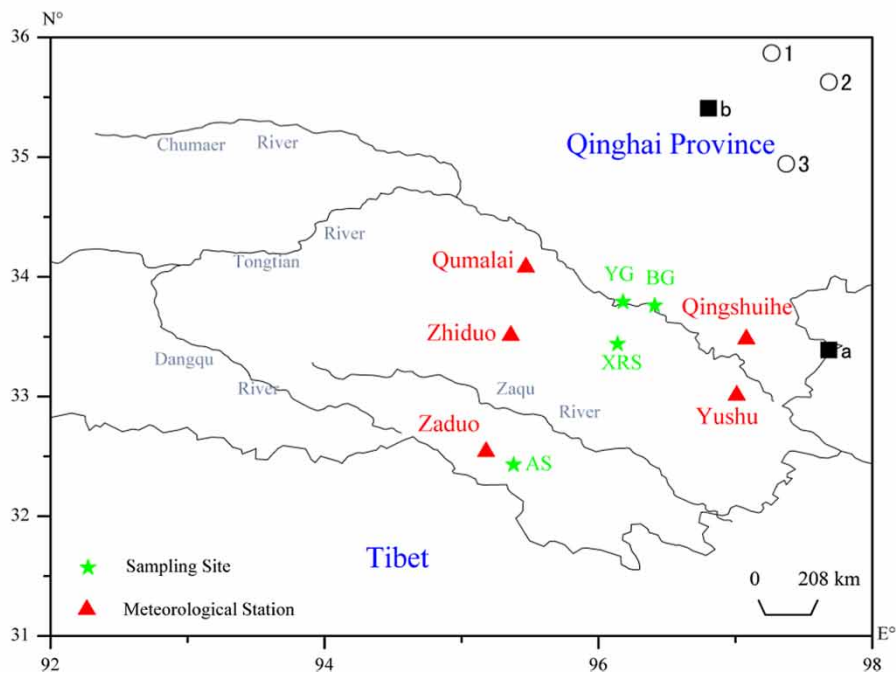 N°
36
1
2
b
Qinghai Province
Chumaer River
35
3
River
Tongtian
34
Qumalai
YG BG
Qingshuihe
Zhiduo
XRS
a
Dangqu
River
Zaqu
River
33
Zaduo
Yushu
AS
32
Tibet
Sampling Site
Meteorological Station
0 208 km
31
E°
92 94 96 98